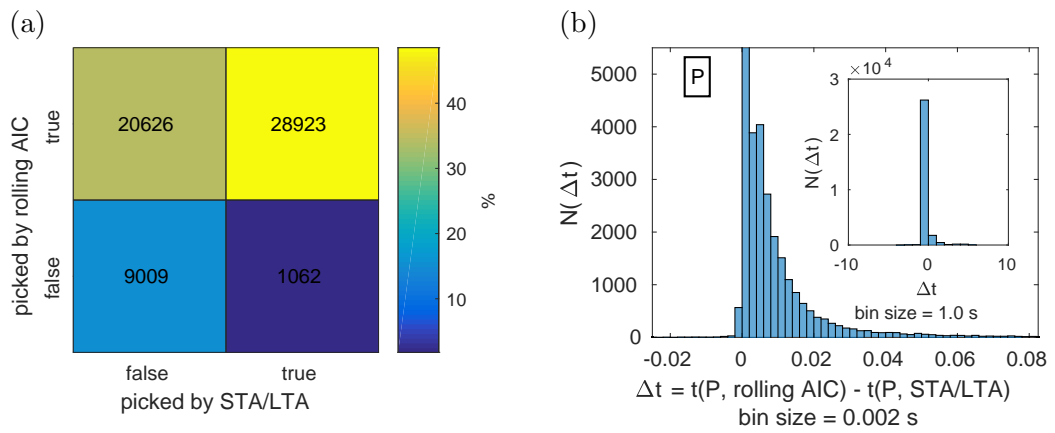 (a)
picked by rolling AIC
true
false
20626
28923
9009
1062
false
true
picked by STA/LTA
40
30
20
10
%
(b)
P
N(Δt)
5000
4000
3000
2000
1000
0
-0.02
0
0.02
0.04
0.06
0.08
Δt = t(P, rolling AIC) - t(P, STA/LTA)
bin size = 0.002 s
×10^4
N(Δt)
3
2
1
0
-10
0
10
Δt
bin size = 1.0 s